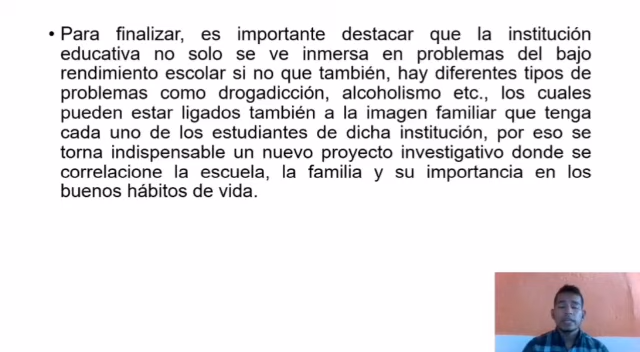 • Para finalizar, es importante destacar que la institución
educativa no solo se ve inmersa en problemas del bajo
rendimiento escolar si no que también, hay diferentes tipos de
problemas como drogadicción, alcoholismo etc., los cuales
pueden estar ligados también a la imagen familiar que tenga
cada uno de los estudiantes de dicha institución, por eso se
torna indispensable un nuevo proyecto investigativo donde se
correlacione la escuela, la familia y su importancia en los
buenos hábitos de vida.